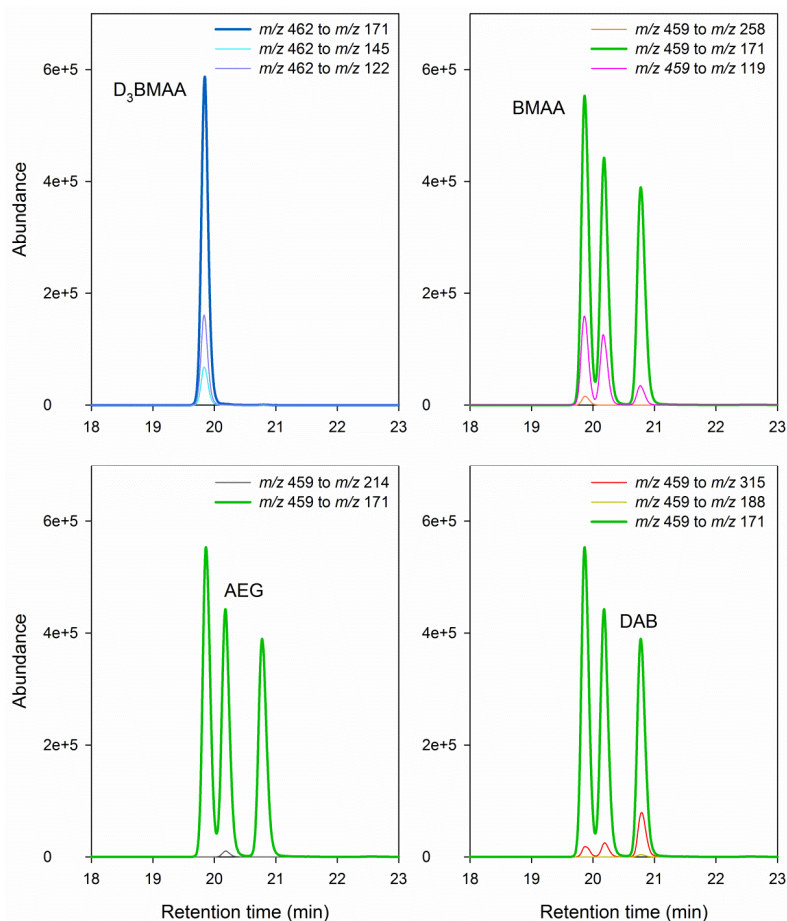 m/z 462 to m/z 171
m/z 462 to m/z 145
m/z 462 to m/z 122
D₃BMAA
6e+5
4e+5
2e+5
0
Abundance
18 19 20 21 22 23
m/z 459 to m/z 258
m/z 459 to m/z 171
m/z 459 to m/z 119
BMAA
6e+5
4e+5
2e+5
0
18 19 20 21 22 23
m/z 459 to m/z 214
m/z 459 to m/z 171
AEG
6e+5
4e+5
2e+5
0
Abundance
18 19 20 21 22 23
Retention time (min)
m/z 459 to m/z 315
m/z 459 to m/z 188
m/z 459 to m/z 171
DAB
6e+5
4e+5
2e+5
0
18 19 20 21 22 23
Retention time (min)